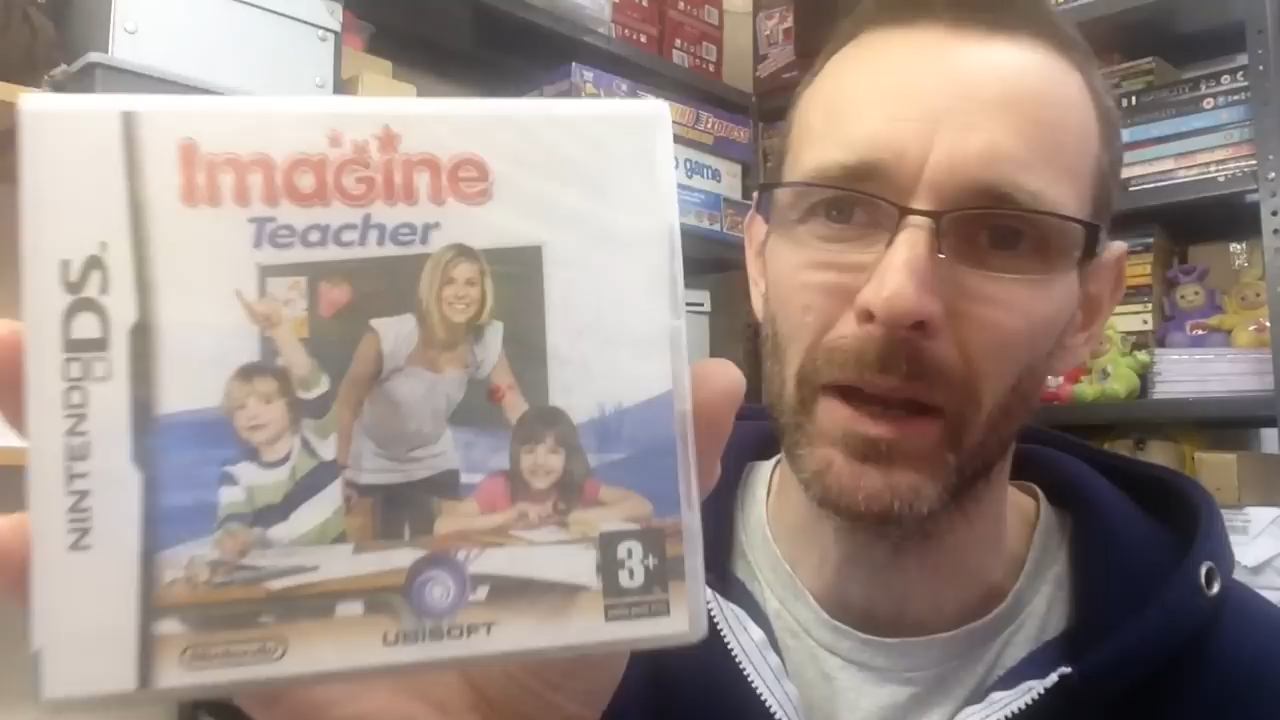 Imagine
Teacher
NINTENDO DS
3+
UBISOFT
Nintendo
Express
game